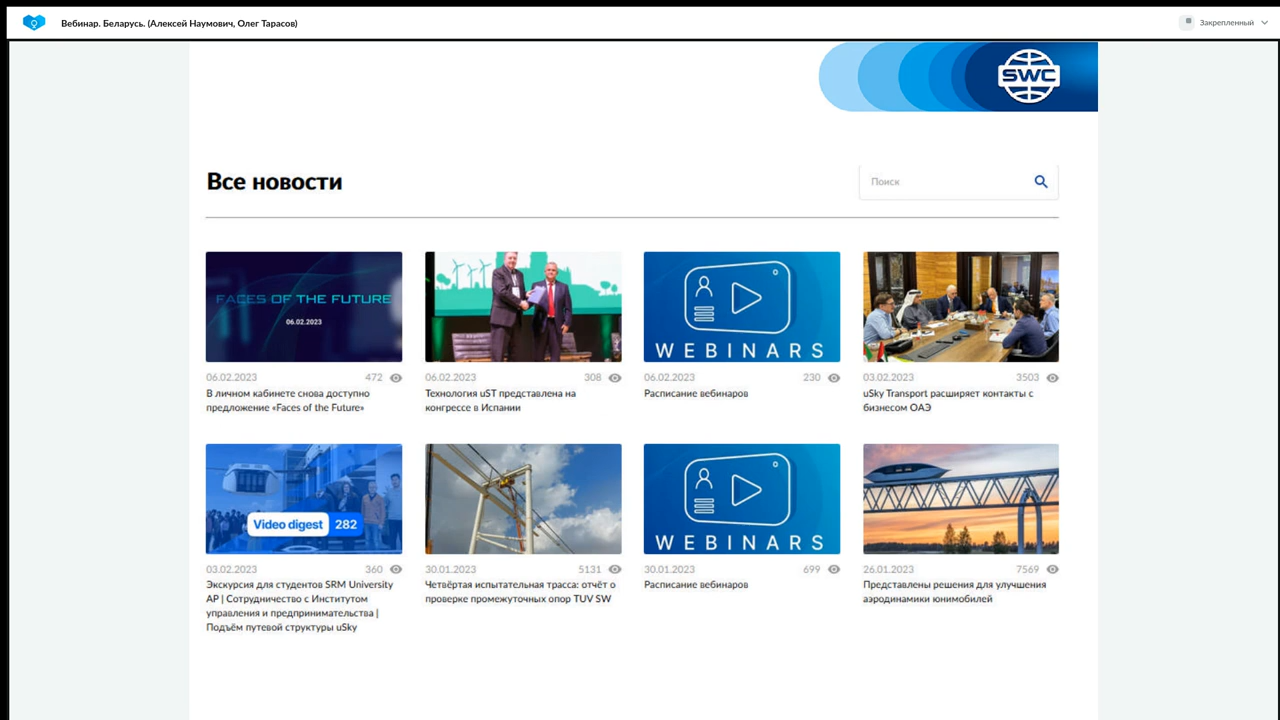 Вебинар. Беларусь. (Алексей Наумович, Олег Тарасов)
Закрепленный
SWC
Все новости
Поиск
FACES OF THE FUTURE
06.02.2023
WEBINARS
06.02.2023 472
06.02.2023 308
06.02.2023 230
03.02.2023 3503
В личном кабинете снова доступно
предложение «Faces of the Future»
Технология uST представлена на
конгрессе в Испании
Расписание вебинаров
uSky Transport расширяет контакты с
бизнесом ОАЭ
Video digest 282
WEBINARS
03.02.2023 360
30.01.2023 5131
30.01.2023 699
26.01.2023 7569
Экскурсия для студентов SRM University
AP | Сотрудничество с Институтом
управления и предпринимательства |
Подъём путевой структуры uSky
Четвёртая испытательная трасса: отчёт о
проверке промежуточных опор TUV SW
Расписание вебинаров
Представлены решения для улучшения
аэродинамики юнимобилей